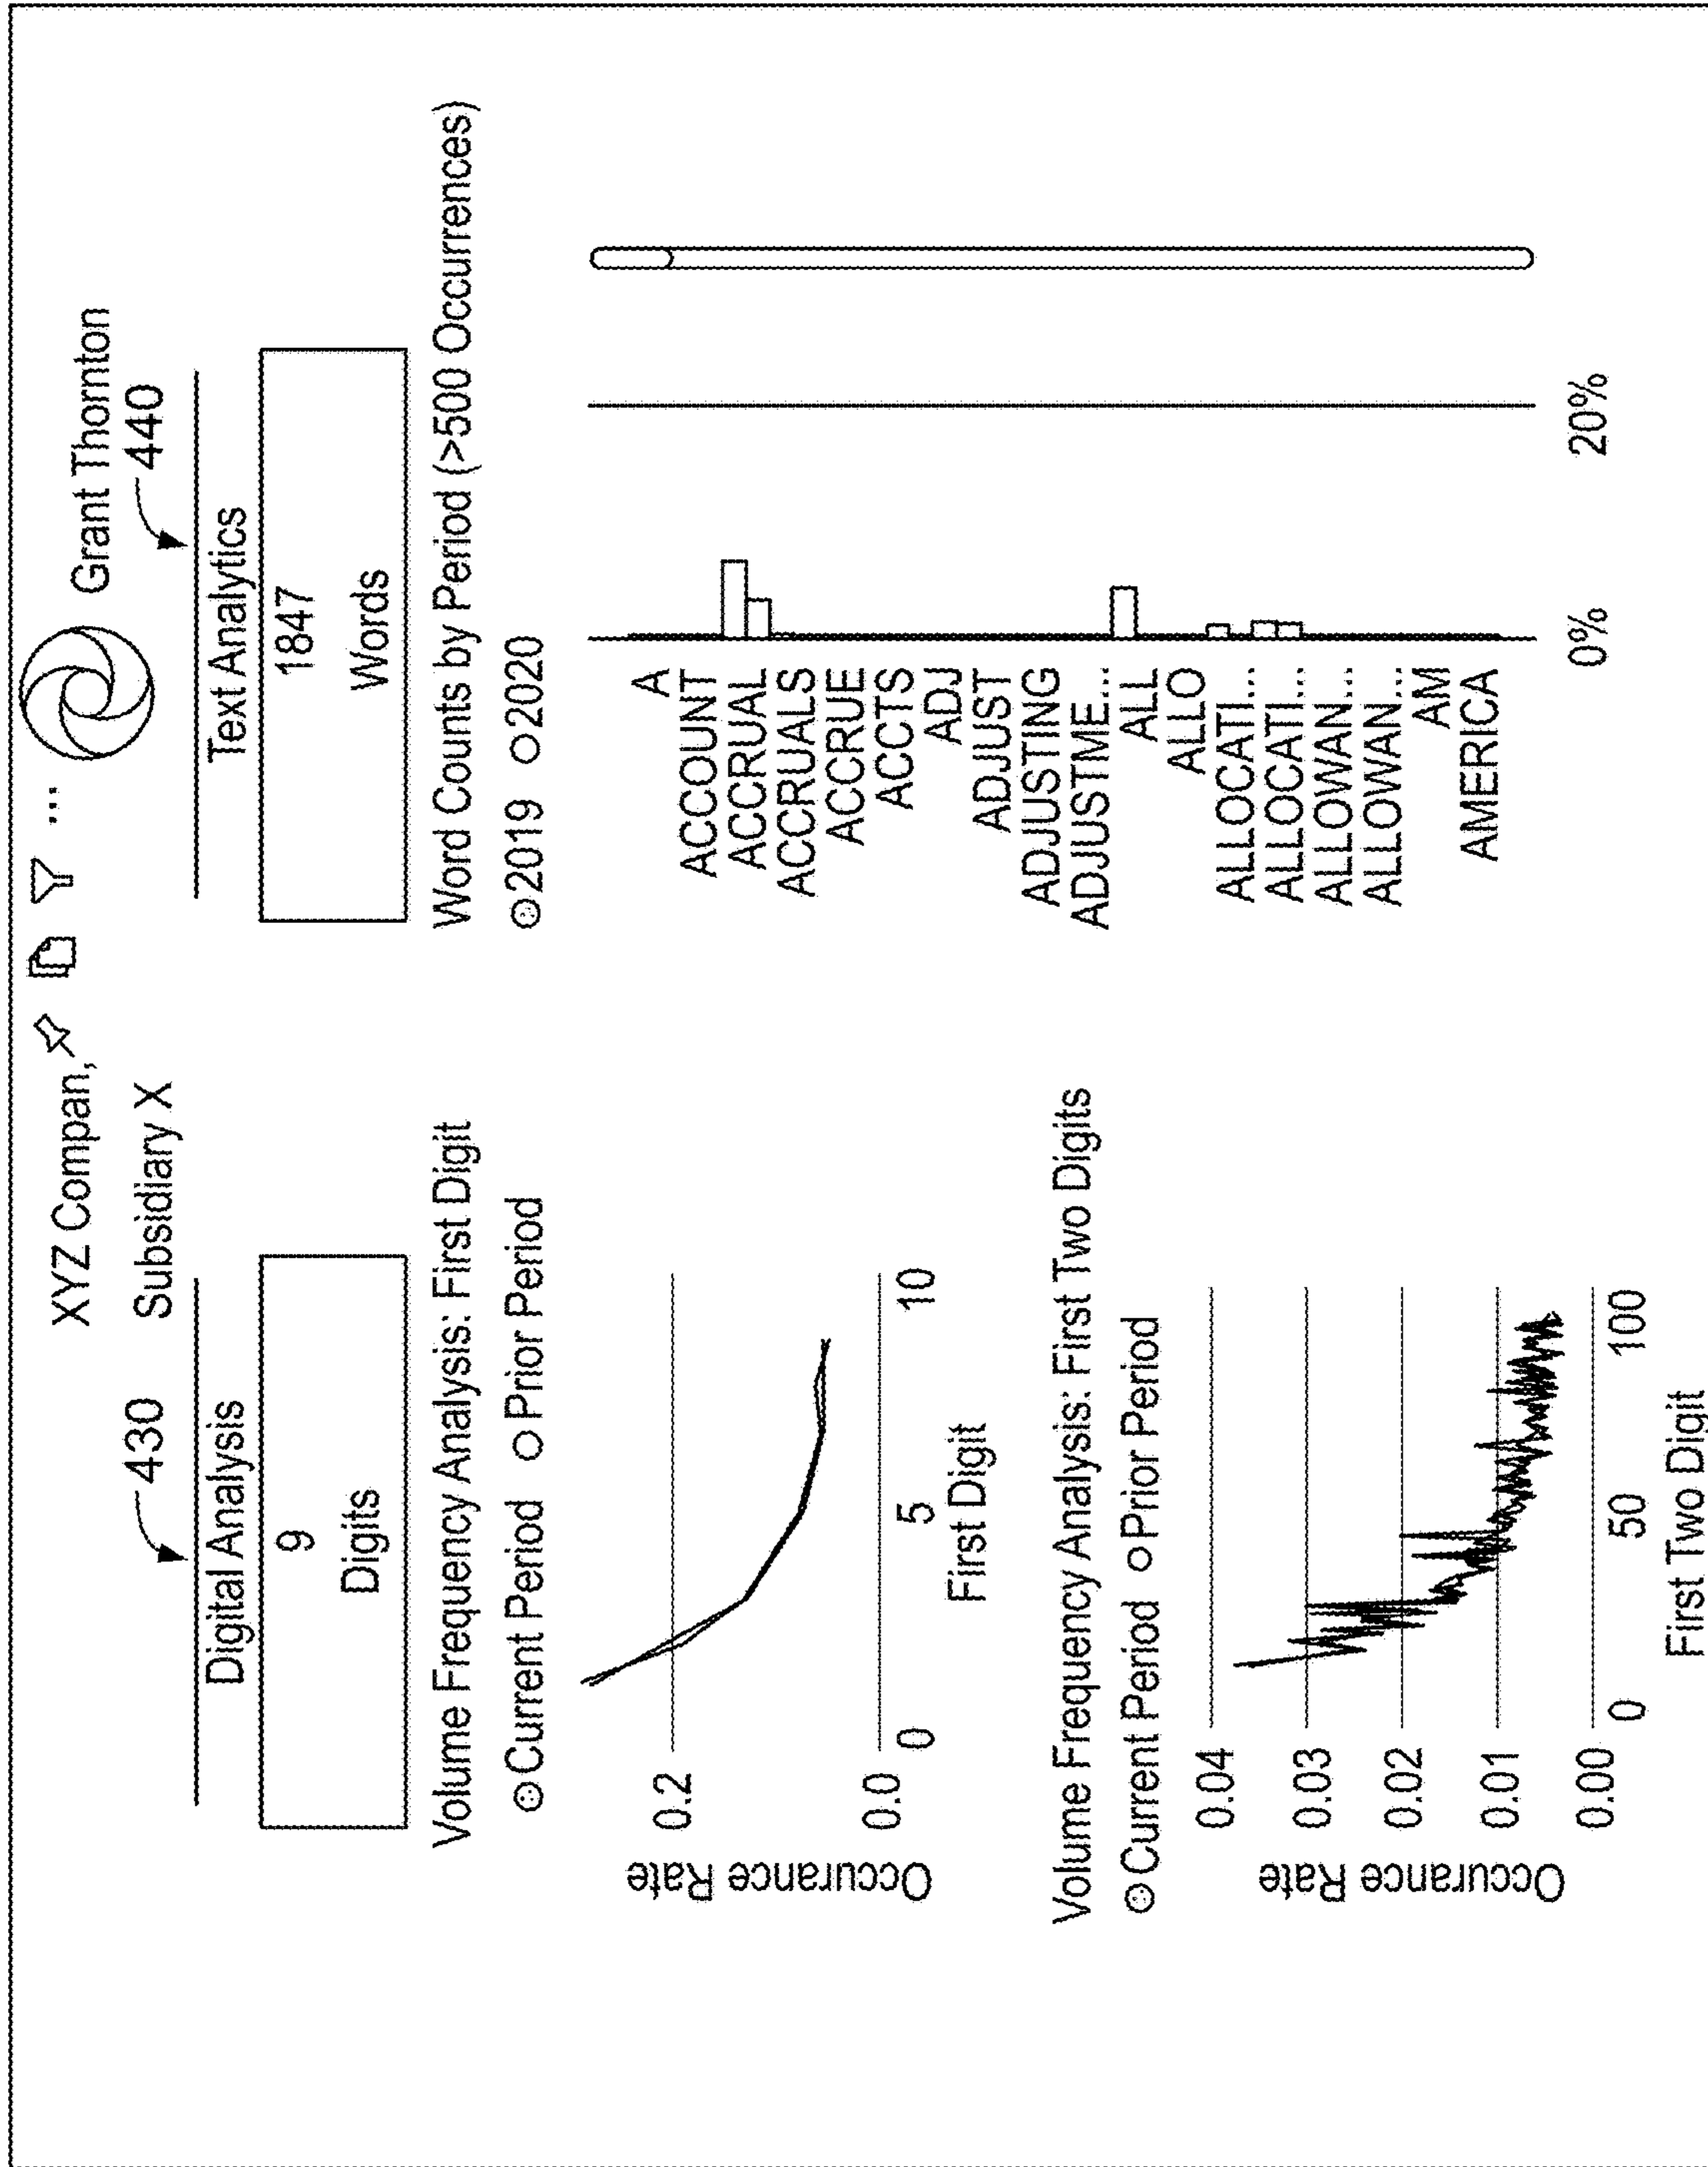 XYZ Compan,
Subsidiary X
...
Grant Thornton
430
Digital Analysis
9
Digits
Volume Frequency Analysis: First Digit
Current Period Prior Period
Occurance Rate
0.2
0.0
0 5 10
First Digit
Volume Frequency Analysis: First Two Digits
Current Period Prior Period
Occurance Rate
0.04
0.03
0.02
0.01
0.00
0 50 100
First Two Digit
440
Text Analytics
1847
Words
Word Counts by Period (>500 Occurrences)
2019 2020
A
ACCOUNT
ACCRUAL
ACCRUALS
ACCRUE
ACCTS
ADJ
ADJUST
ADJUSTING
ADJUSTME...
ALL
ALLO
ALLOCATI...
ALLOCATI...
ALLOWAN...
ALLOWAN...
AM
AMERICA
0% 20%